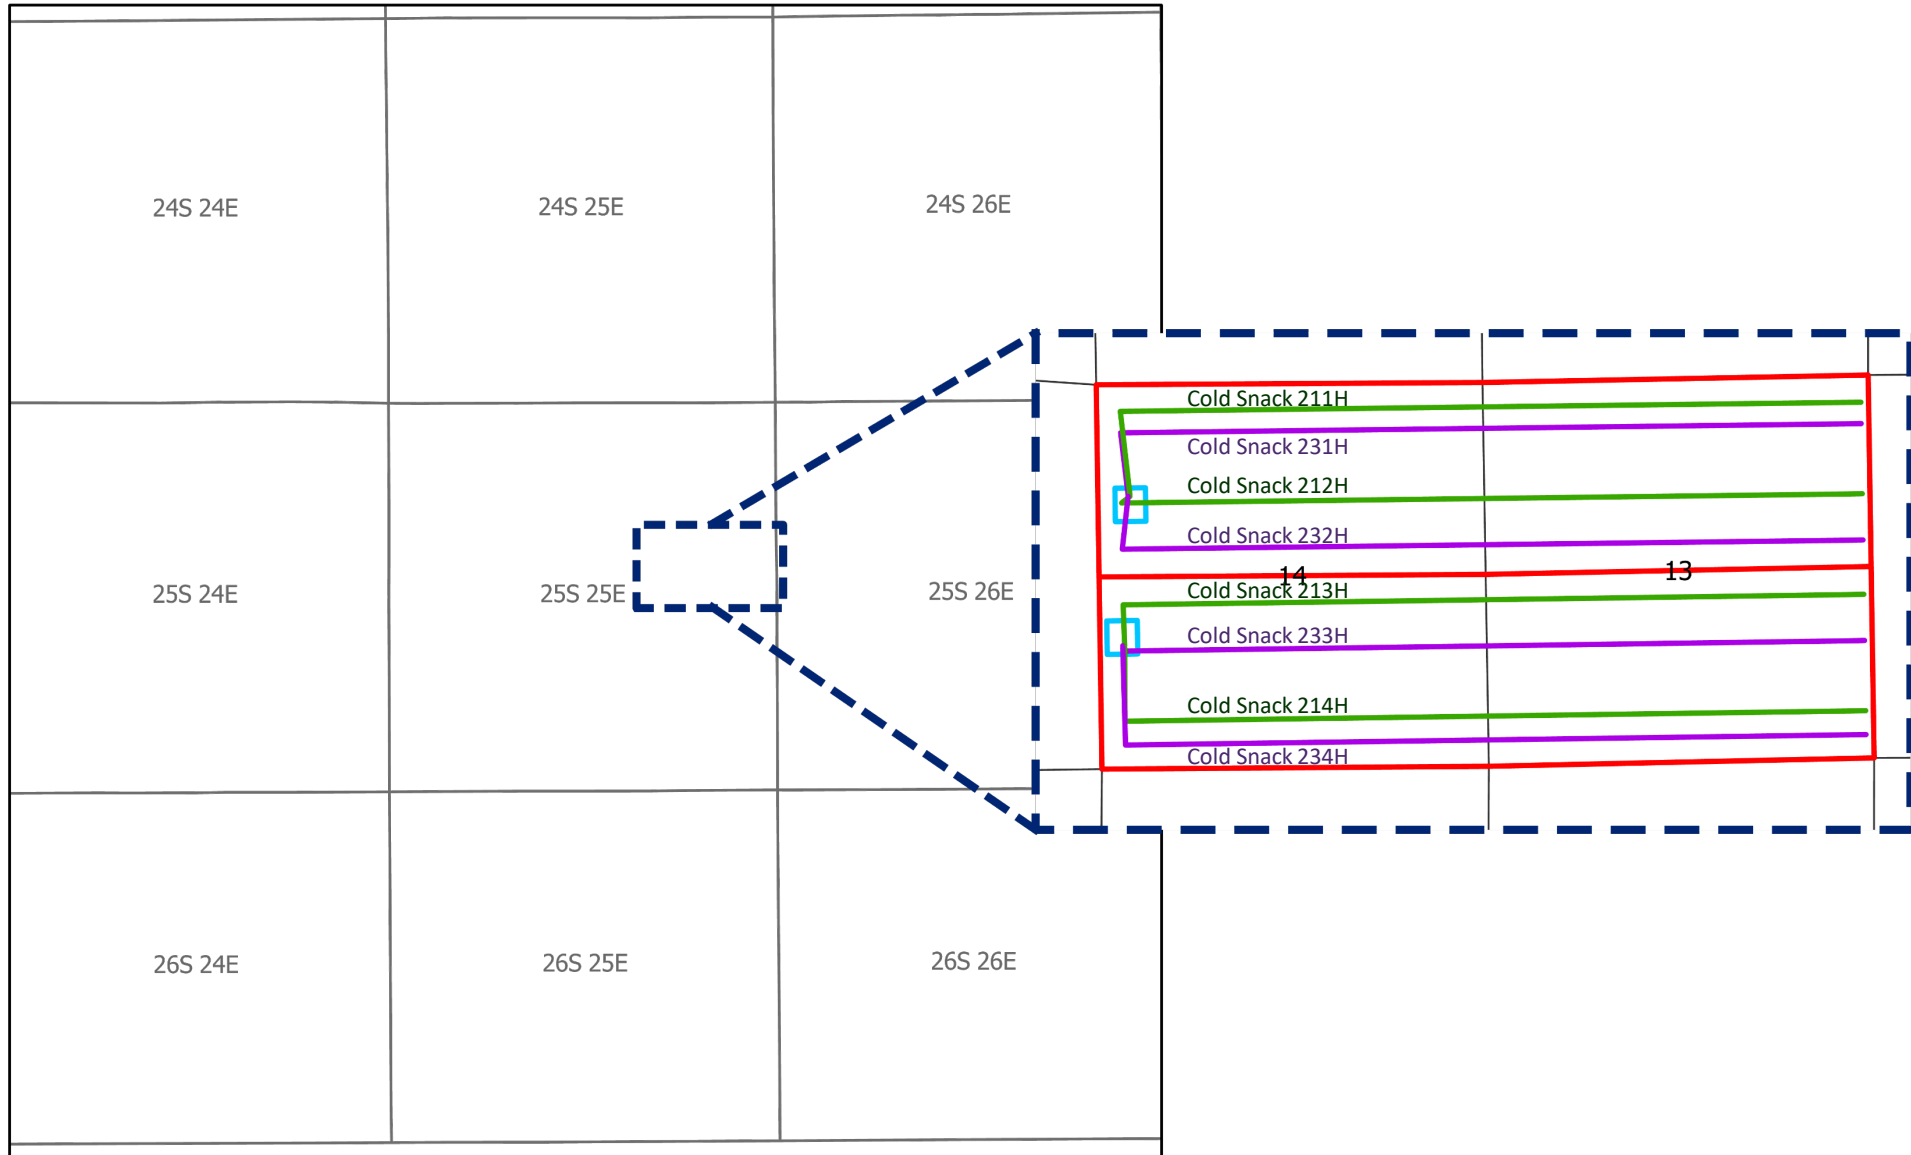 24S 24E
24S 25E
24S 26E
25S 24E
25S 25E
25S 26E
26S 24E
26S 25E
26S 26E
Cold Snack 211H
Cold Snack 231H
Cold Snack 212H
Cold Snack 232H
14
13
Cold Snack 213H
Cold Snack 233H
Cold Snack 214H
Cold Snack 234H